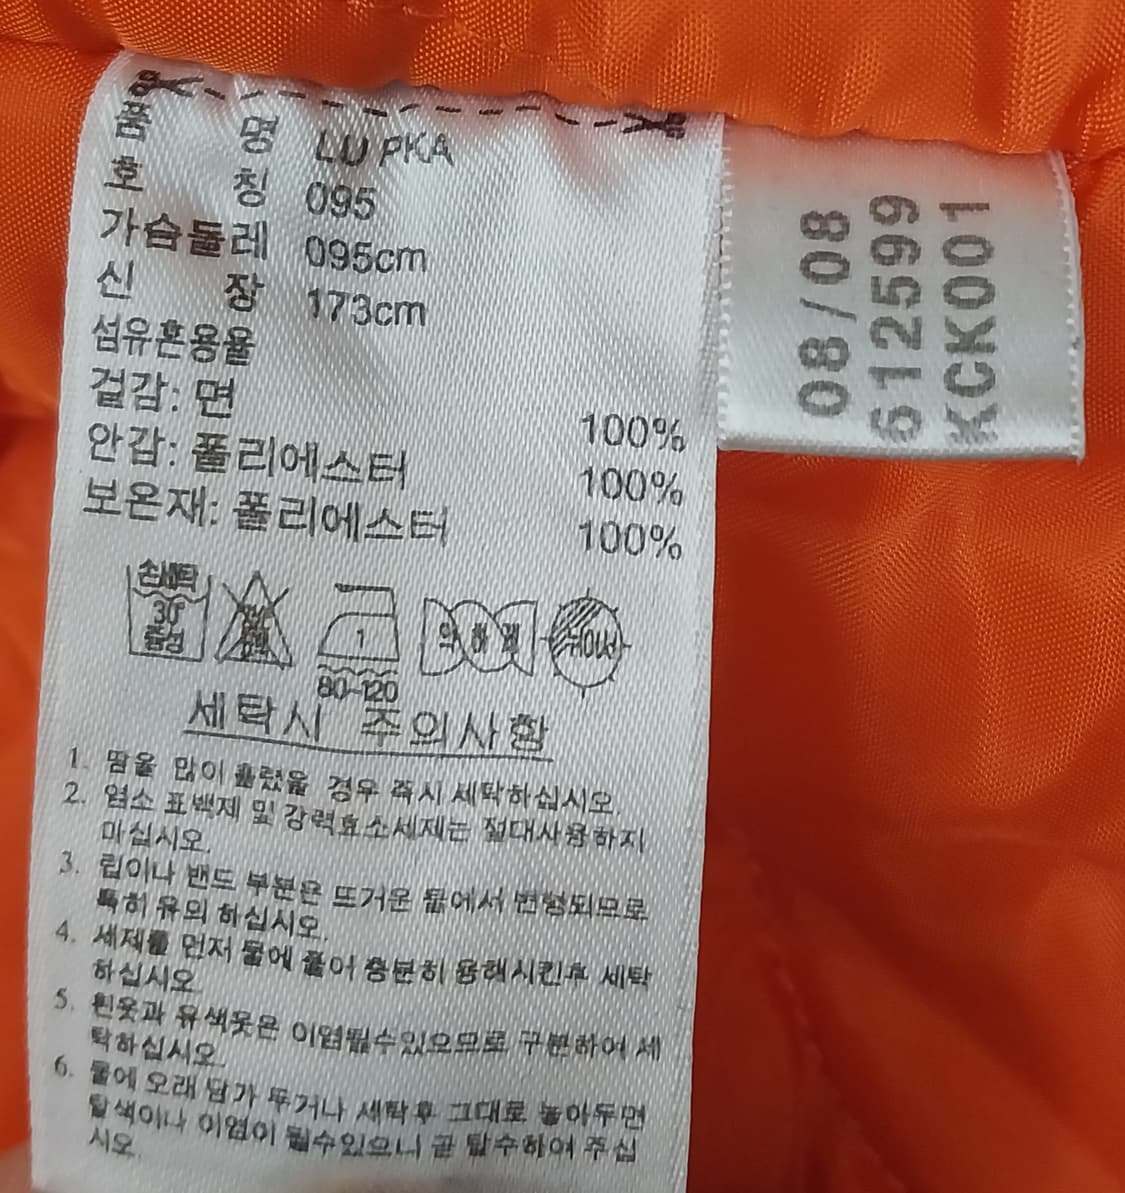 품 명 LU PKA
호 칭 095
가슴둘레 095cm
신 장 173cm
섬유혼용율
겉감: 면 100%
안감: 폴리에스터 100%
보온재: 폴리에스터 100%
손세탁
30°
중성
1
80-120
약하게
뉘어서
세탁시 주의사항
1. 땀을 많이 흘렸을 경우 즉시 세탁하십시오.
2. 염소 표백제 및 강력효소세제는 절대사용하지
마십시오.
3. 립이나 밴드 부분은 뜨거운 물에서 변형되므로
특히 유의 하십시오.
4. 세제를 먼저 물에 풀어 충분히 용해시킨후 세탁
하십시오.
5. 흰옷과 유색옷은 이염될수있으므로 구분하여 세
탁하십시오.
6. 물에 오래 담가 두거나 세탁후 그대로 놓아두면
탈색이나 이염이 될수있으니 곧 탈수하여 주십
시오.
08/08
612599
KCK001